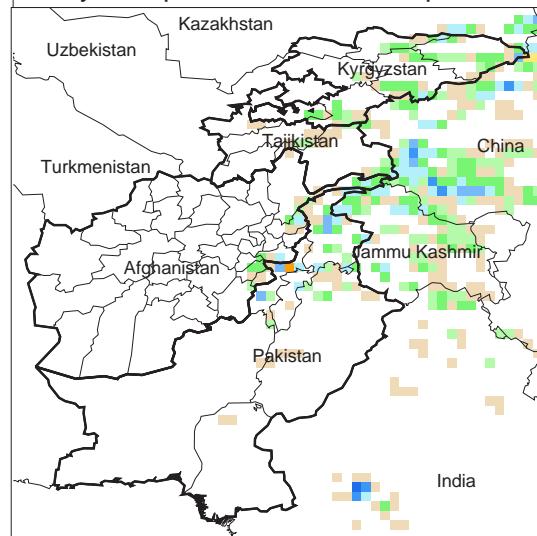 Kazakhstan
Uzbekistan
Kyrgyzstan
Tajikistan
China
Turkmenistan
Jammu Kashmir
Afghanistan
Pakistan
India